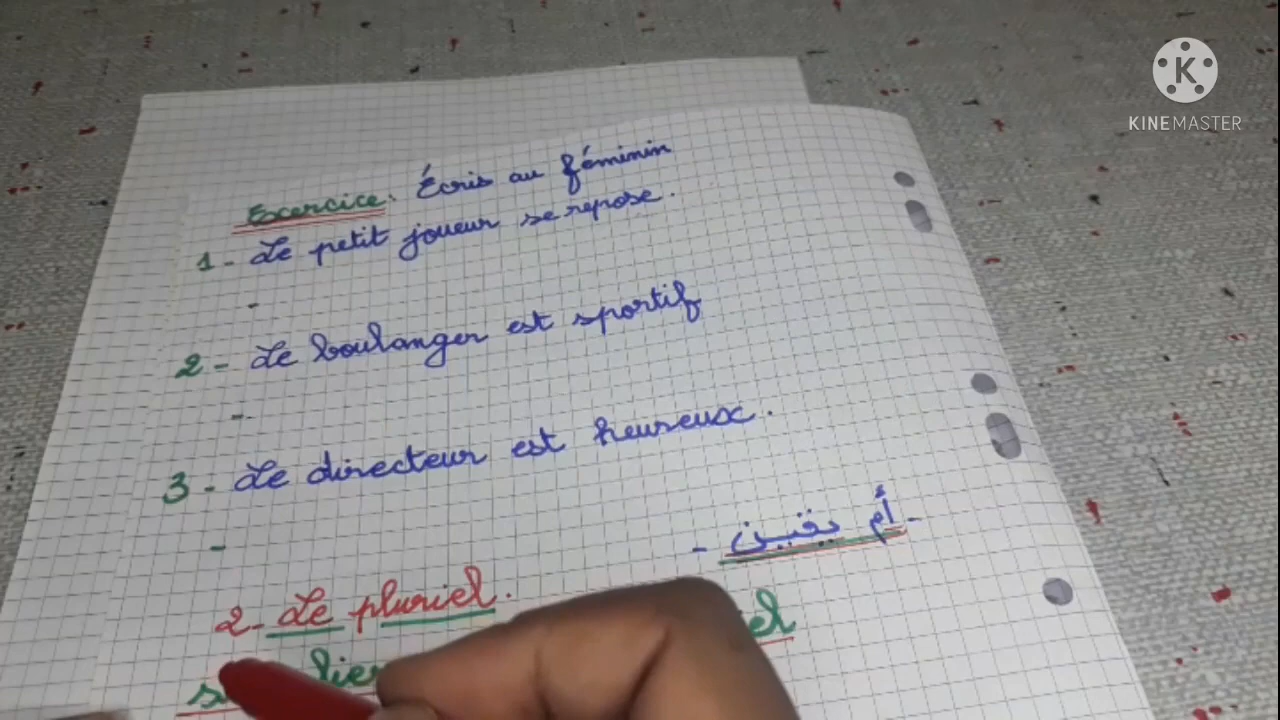 Exercice: Écris au féminin
1- Le petit joueur se repose.
-
2- Le boulanger est sportif
-
3- Le directeur est heureux.
-
- أم يقين -
2- Le pluriel.
KINEMASTER